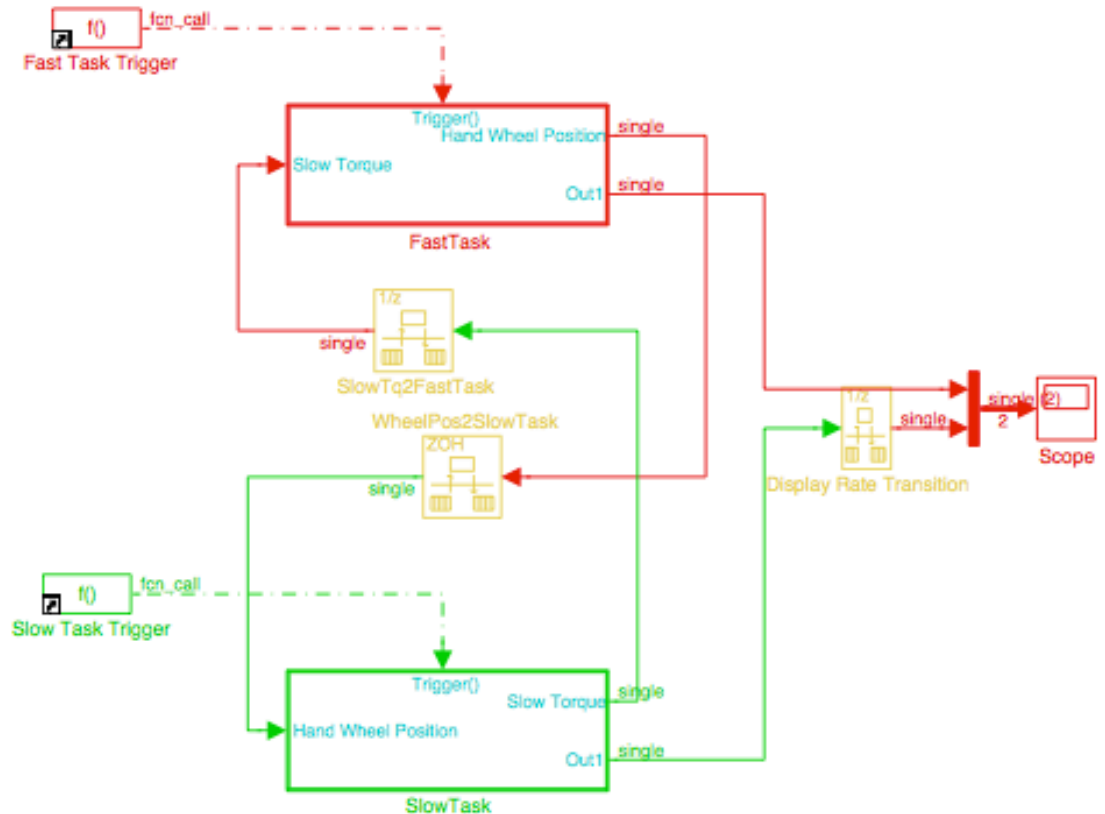 f()
fcn_call
Fast Task Trigger
Trigger()
Hand Wheel Position
single
Slow Torque
Out1
single
FastTask
1/z
single
SlowTq2FastTask
WheelPos2SlowTask
ZOH
single
1/z
single
single (2)
2
Scope
Display Rate Transition
f()
fcn_call
Slow Task Trigger
Trigger()
Slow Torque
single
Hand Wheel Position
Out1
single
SlowTask